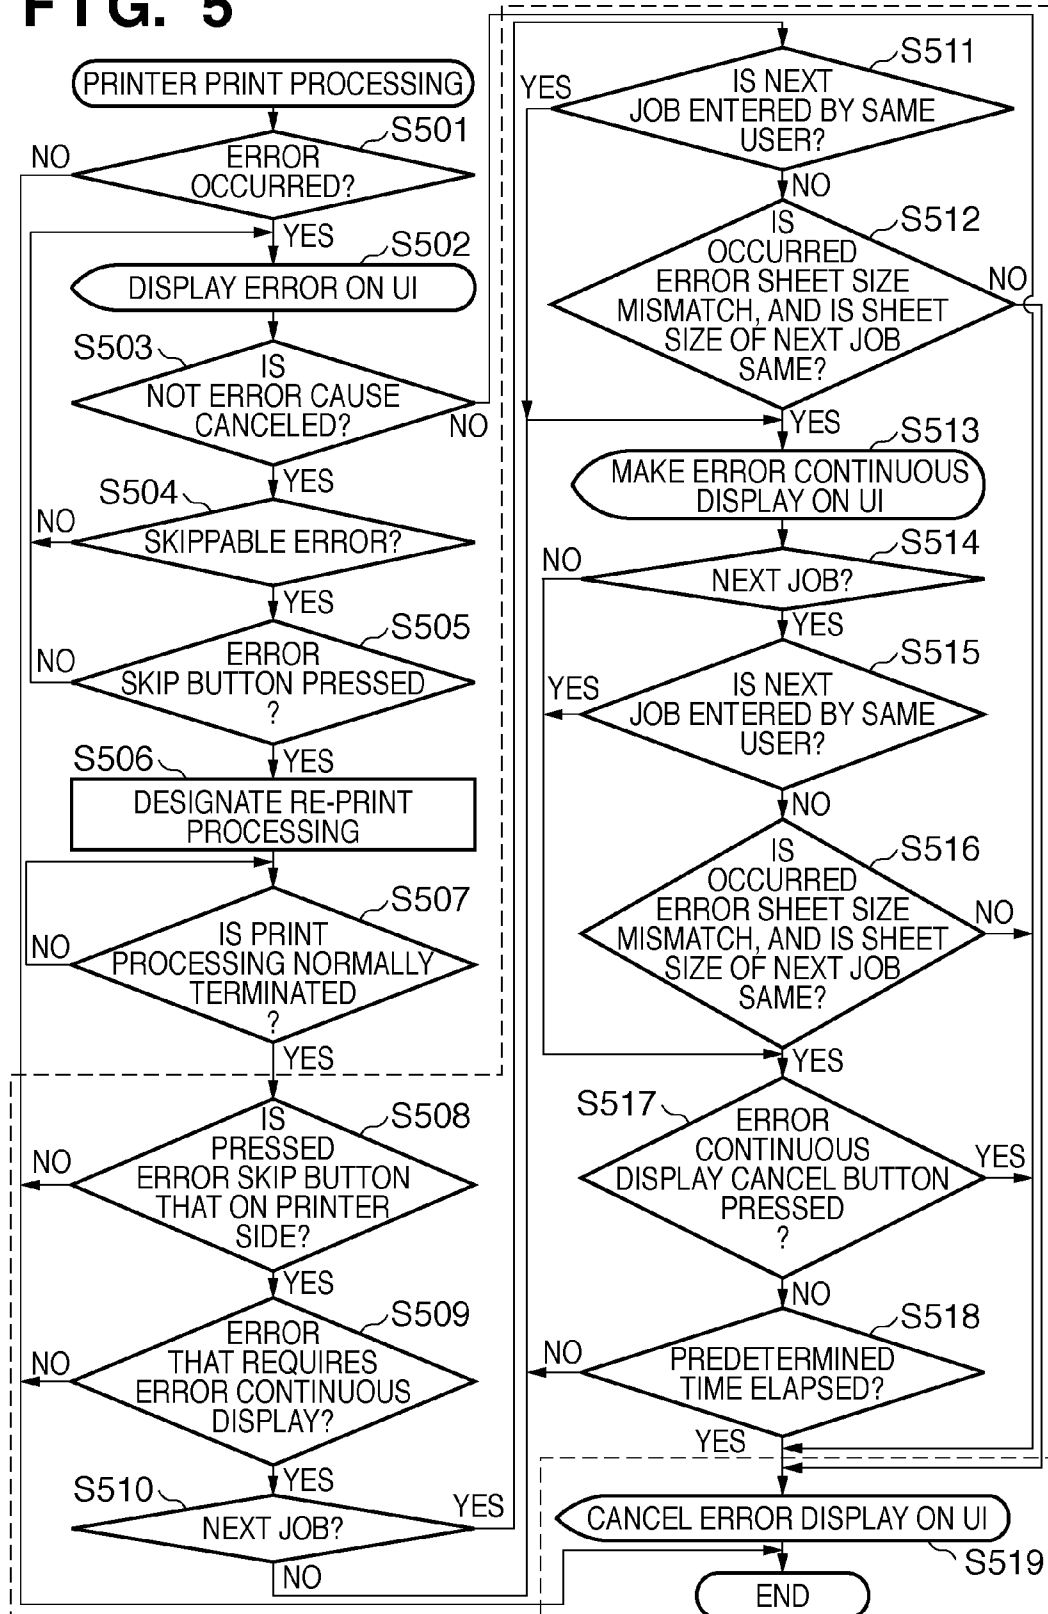 FIG. 5
PRINTER PRINT PROCESSING
S501
NO
ERROR
OCCURRED?
YES
S502
DISPLAY ERROR ON UI
S503
IS
NOT ERROR CAUSE
CANCELED?
NO
YES
S504
NO
SKIPPABLE ERROR?
YES
S505
ERROR
NO
SKIP BUTTON PRESSED
?
YES
S506
DESIGNATE RE-PRINT
PROCESSING
S507
IS PRINT
NO
PROCESSING NORMALLY
TERMINATED
?
YES
S508
IS
PRESSED
NO
ERROR SKIP BUTTON
THAT ON PRINTER
SIDE?
YES
S509
ERROR
NO
THAT REQUIRES
ERROR CONTINUOUS
DISPLAY?
YES
S510
YES
NEXT JOB?
NO
S511
YES
IS NEXT
JOB ENTERED BY SAME
USER?
NO
S512
IS
OCCURRED
ERROR SHEET SIZE
NO
MISMATCH, AND IS SHEET
SIZE OF NEXT JOB
SAME?
YES
S513
MAKE ERROR CONTINUOUS
DISPLAY ON UI
S514
NO
NEXT JOB?
YES
S515
YES
IS NEXT
JOB ENTERED BY SAME
USER?
NO
S516
IS
OCCURRED
ERROR SHEET SIZE
NO
MISMATCH, AND IS SHEET
SIZE OF NEXT JOB
SAME?
YES
S517
ERROR
CONTINUOUS
YES
DISPLAY CANCEL BUTTON
PRESSED
?
NO
S518
NO
PREDETERMINED
TIME ELAPSED?
YES
CANCEL ERROR DISPLAY ON UI
S519
END